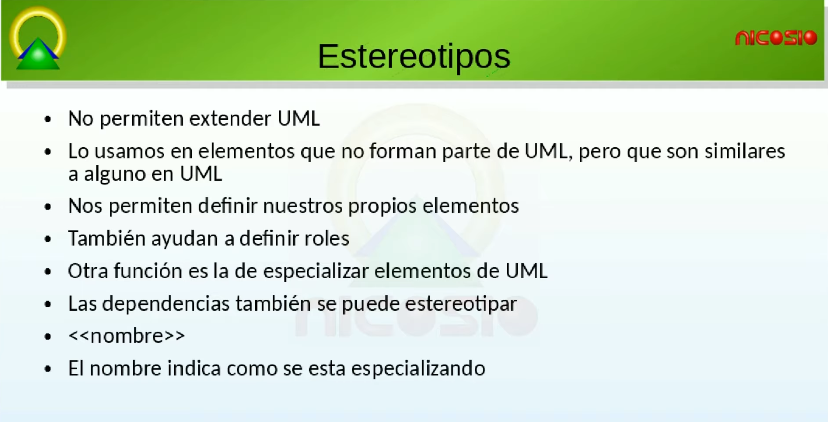 Estereotipos
NICOSIO
• No permiten extender UML
• Lo usamos en elementos que no forman parte de UML, pero que son similares
a alguno en UML
• Nos permiten definir nuestros propios elementos
• También ayudan a definir roles
• Otra función es la de especializar elementos de UML
• Las dependencias también se puede estereotipar
• <<nombre>>
• El nombre indica como se esta especializando
NICOSIO